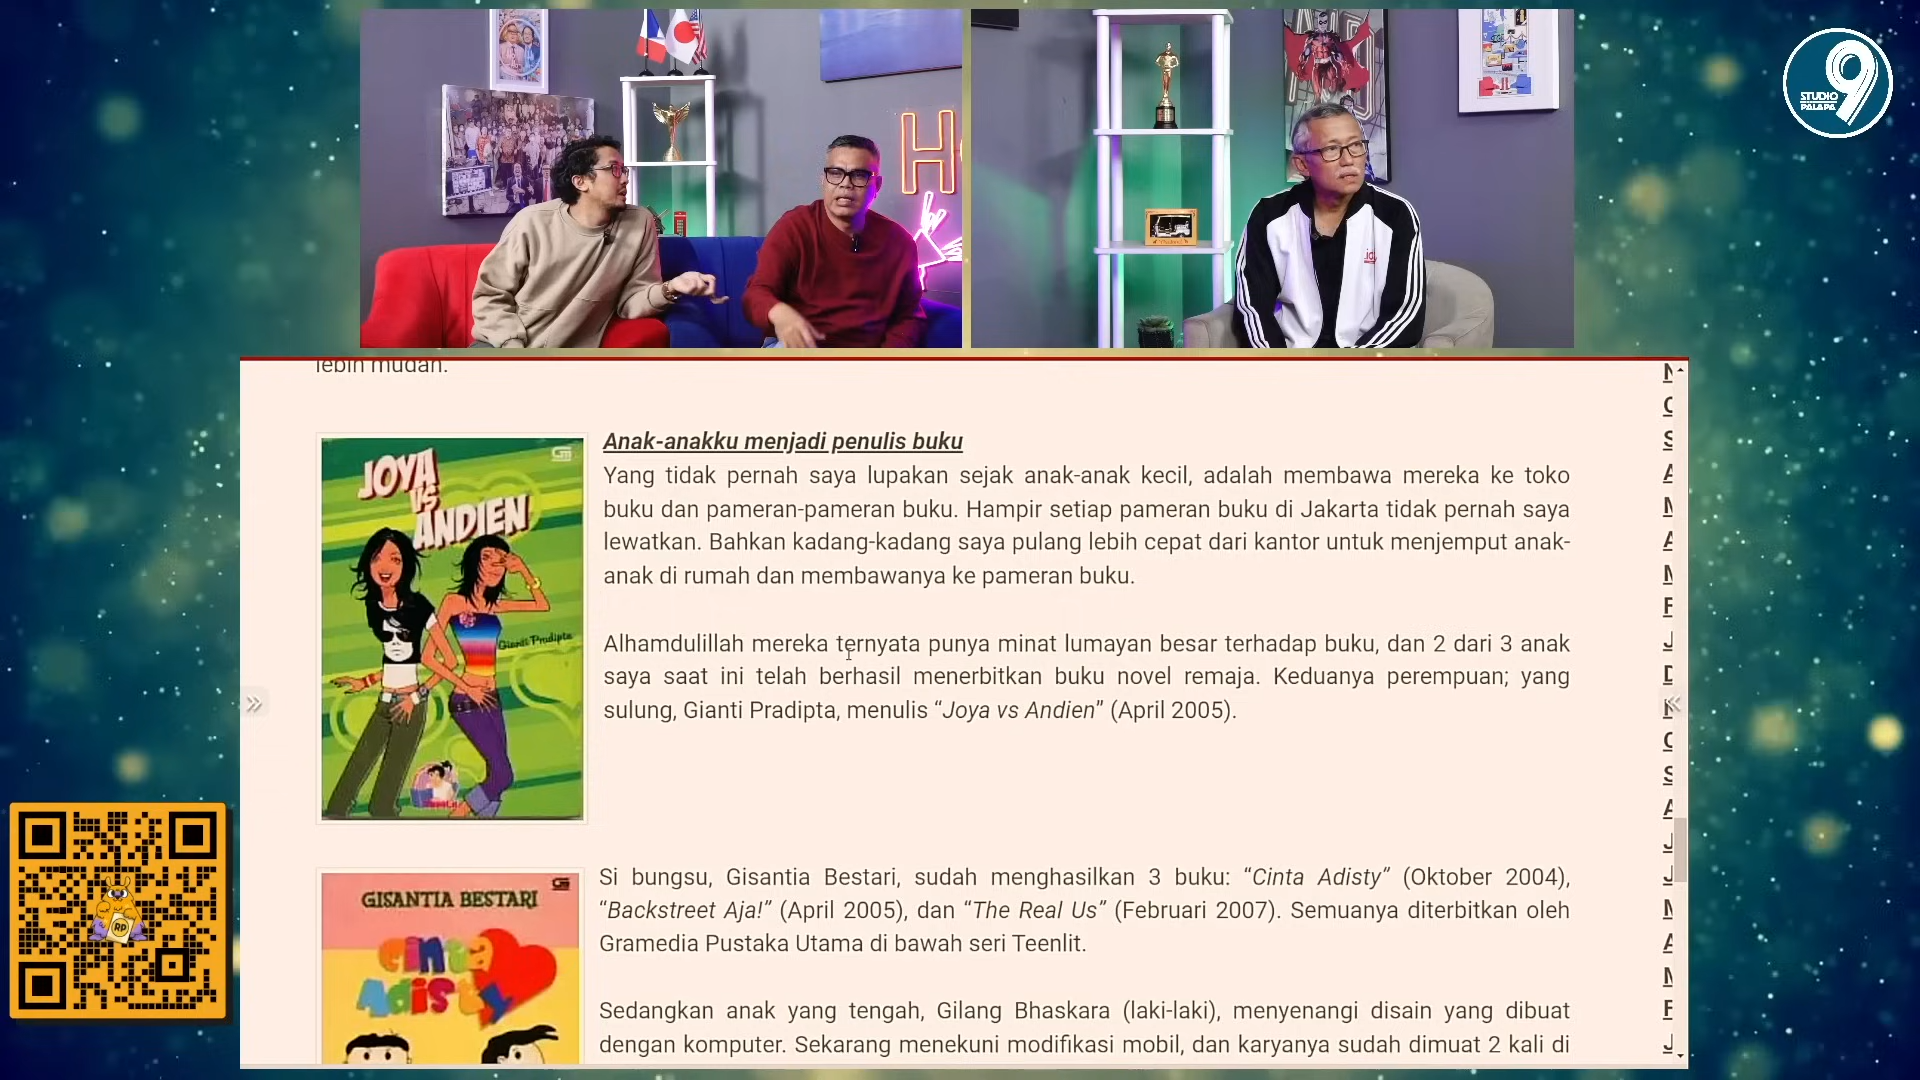 STUDIO
PALAPA
9
H
lebih mudah.
Anak-anakku menjadi penulis buku
Yang tidak pernah saya lupakan sejak anak-anak kecil, adalah membawa mereka ke toko
buku dan pameran-pameran buku. Hampir setiap pameran buku di Jakarta tidak pernah saya
lewatkan. Bahkan kadang-kadang saya pulang lebih cepat dari kantor untuk menjemput anak-
anak di rumah dan membawanya ke pameran buku.
JOYA
VS
ANDIEN
Gianti Pradipta
Alhamdulillah mereka ternyata punya minat lumayan besar terhadap buku, dan 2 dari 3 anak
saya saat ini telah berhasil menerbitkan buku novel remaja. Keduanya perempuan; yang
sulung, Gianti Pradipta, menulis “Joya vs Andien” (April 2005).
GISANTIA BESTARI
Cinta
Adisty
Si bungsu, Gisantia Bestari, sudah menghasilkan 3 buku: “Cinta Adisty” (Oktober 2004),
“Backstreet Aja!” (April 2005), dan “The Real Us” (Februari 2007). Semuanya diterbitkan oleh
Gramedia Pustaka Utama di bawah seri Teenlit.
Sedangkan anak yang tengah, Gilang Bhaskara (laki-laki), menyenangi disain yang dibuat
dengan komputer. Sekarang menekuni modifikasi mobil, dan karyanya sudah dimuat 2 kali di
RP